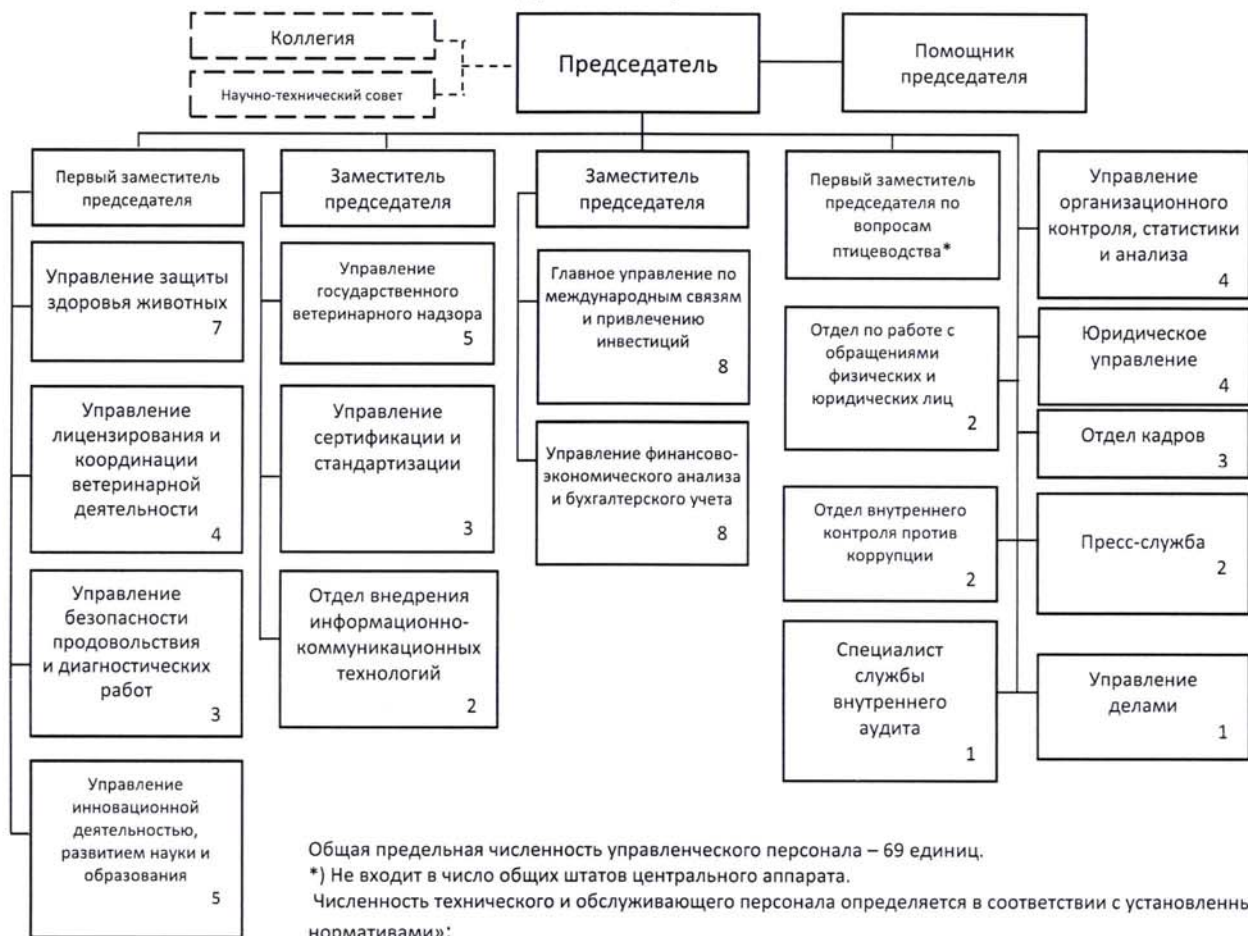 Коллегия
Научно-технический совет
Председатель
Помощник
председателя
Первый заместитель
председателя
Управление защиты
здоровья животных
7
Управление
лицензирования и
координации
ветеринарной
деятельности
4
Управление
безопасности
продовольствия
и диагностических
работ
3
Управление
инновационной
деятельностью,
развитием науки и
образования
5
Заместитель
председателя
Управление
государственного
ветеринарного надзора
5
Управление
сертификации и
стандартизации
3
Отдел внедрения
информационно-
коммуникационных
технологий
2
Заместитель
председателя
Главное управление по
международным связям
и привлечению
инвестиций
8
Управление финансово-
экономического анализа
и бухгалтерского учета
8
Первый заместитель
председателя по
вопросам
птицеводства*
Отдел по работе с
обращениями
физических и
юридических лиц
2
Отдел внутреннего
контроля против
коррупции
2
Специалист
службы
внутреннего
аудита
1
Управление
организационного
контроля, статистики
и анализа
4
Юридическое
управление
4
Отдел кадров
3
Пресс-служба
2
Управление
делами
1
Общая предельная численность управленческого персонала – 69 единиц.
*) Не входит в число общих штатов центрального аппарата.
Численность технического и обслуживающего персонала определяется в соответствии с установленны
нормативами»;